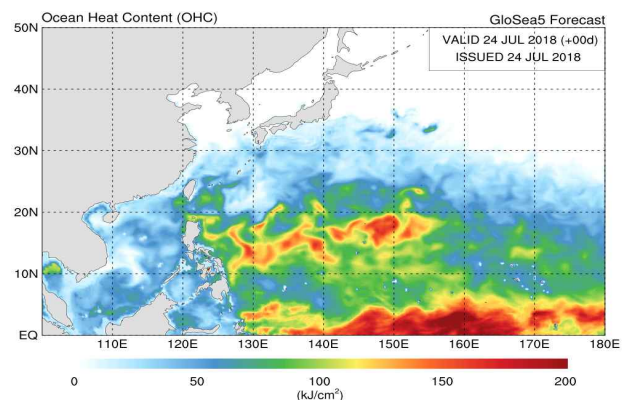 Ocean Heat Content (OHC)
GloSea5 Forecast
VALID 24 JUL 2018 (+00d)
ISSUED 24 JUL 2018
50N
40N
30N
20N
10N
EQ
110E 120E 130E 140E 150E 160E 170E 180E
0 50 100 150 200
(kJ/cm²)